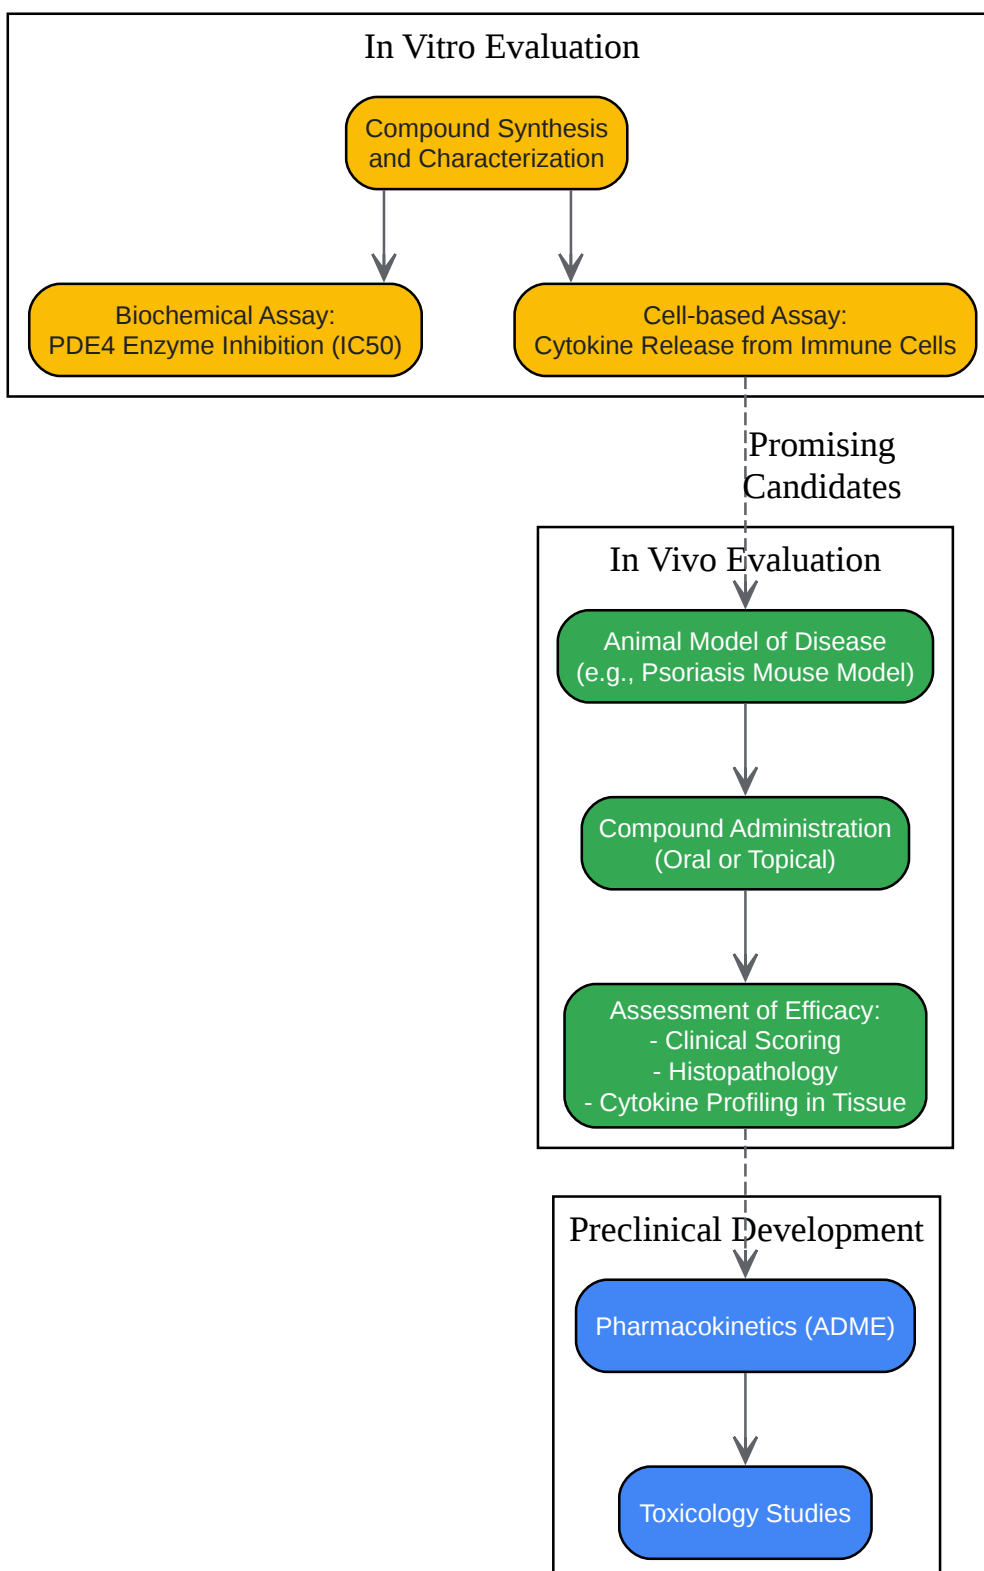 In Vitro Evaluation
Compound Synthesis
and Characterization
Biochemical Assay:
PDE4 Enzyme Inhibition (IC50)
Cell-based Assay:
Cytokine Release from Immune Cells
Promising
Candidates
In Vivo Evaluation
Animal Model of Disease
(e.g., Psoriasis Mouse Model)
Compound Administration
(Oral or Topical)
Assessment of Efficacy:
- Clinical Scoring
- Histopathology
- Cytokine Profiling in Tissue
Preclinical Development
Pharmacokinetics (ADME)
Toxicology Studies